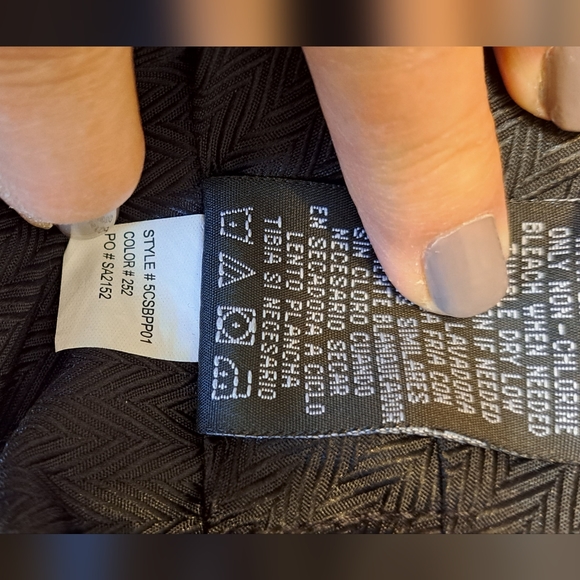 STYLE # 5CSBPP01
COLOR # 252
PO # SA2152
ONLY NON-CHLORINE
BLEACH WHEN NEEDED
TUMBLE DRY LOW
IF NEEDED
LAVADORA
CON
SIMILARES
BLANQUEADOR
SIN CLORO CUANDO
NECESARIO SECAR
EN SECADORA A CICLO
LENTO PLANCHA
TIBIA SI NECESARIO